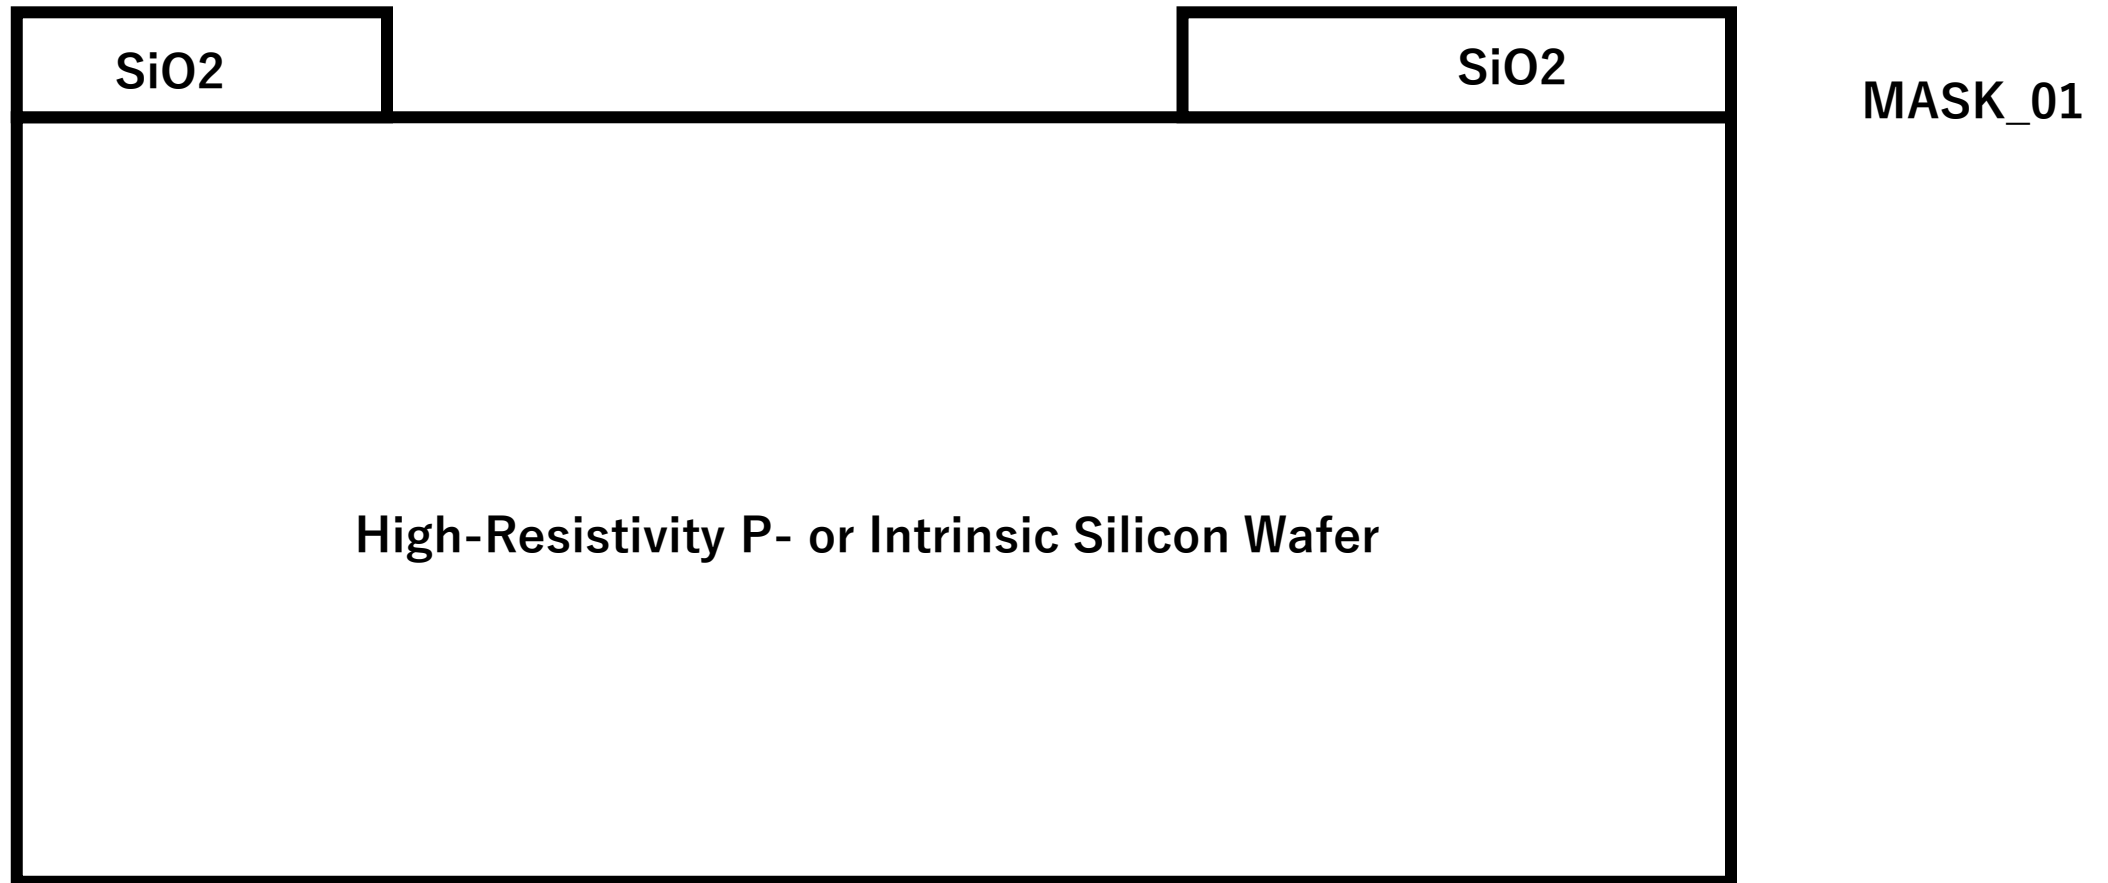 SiO2
SiO2
MASK_01
High-Resistivity P- or Intrinsic Silicon Wafer